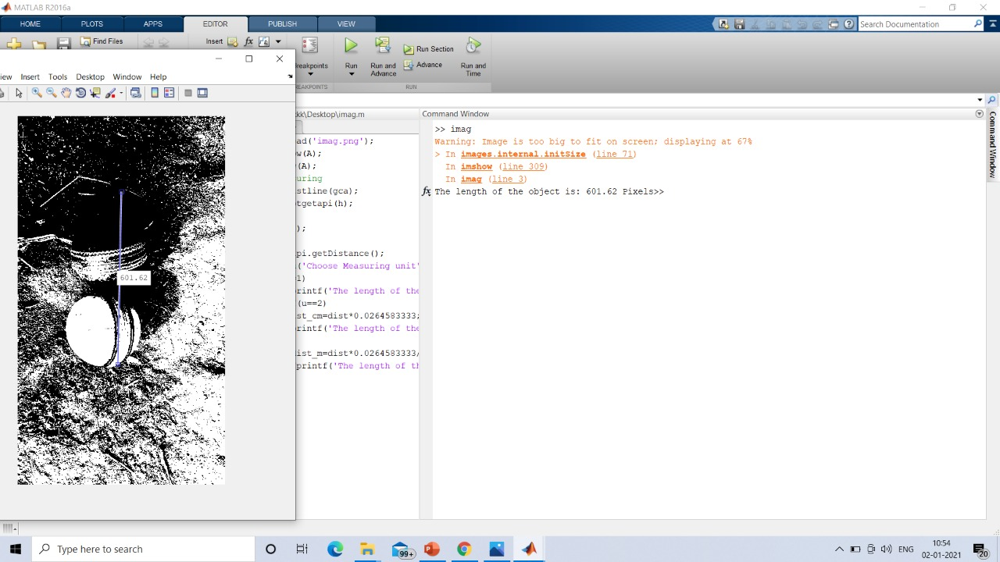 MATLAB R2016a
HOME PLOTS APPS EDITOR PUBLISH VIEW
Search Documentation
Find Files
Insert
fx
Run Section
Breakpoints
Run
Run and Advance
Advance
Run and Time
BREAKPOINTS
RUN
iew Insert Tools Desktop Window Help
kk\Desktop\imag.m
Command Window
ad('imag.png');
w(A);
(A);
uring
stline(gca);
tgetapi(h);
);
pi.getDistance();
('Choose Measuring unit'
=1)
printf('The length of the
(u==2)
st_cm=dist*0.0264583333;
printf('The length of the
ist_m=dist*0.0264583333/
printf('The length of th
601.62
>> imag
Warning: Image is too big to fit on screen; displaying at 67%
> In images.internal.initSize (line 71)
In imshow (line 309)
In imag (line 3)
fx The length of the object is: 601.62 Pixels>>
Command Window
Type here to search
99+
ENG
10:54
02-01-2021
20